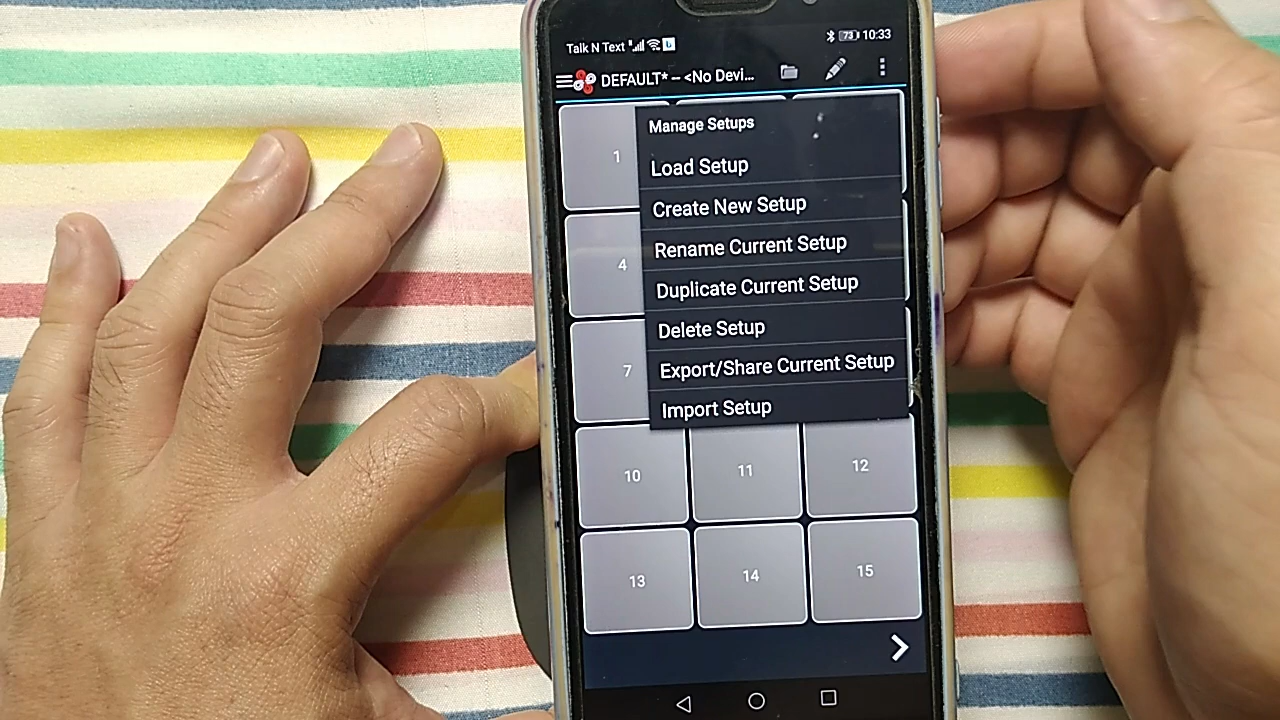 Talk N Text
73 10:33
DEFAULT* – <No Devi...
Manage Setups
Load Setup
Create New Setup
Rename Current Setup
Duplicate Current Setup
Delete Setup
Export/Share Current Setup
Import Setup
1
4
7
10 11 12
13 14 15